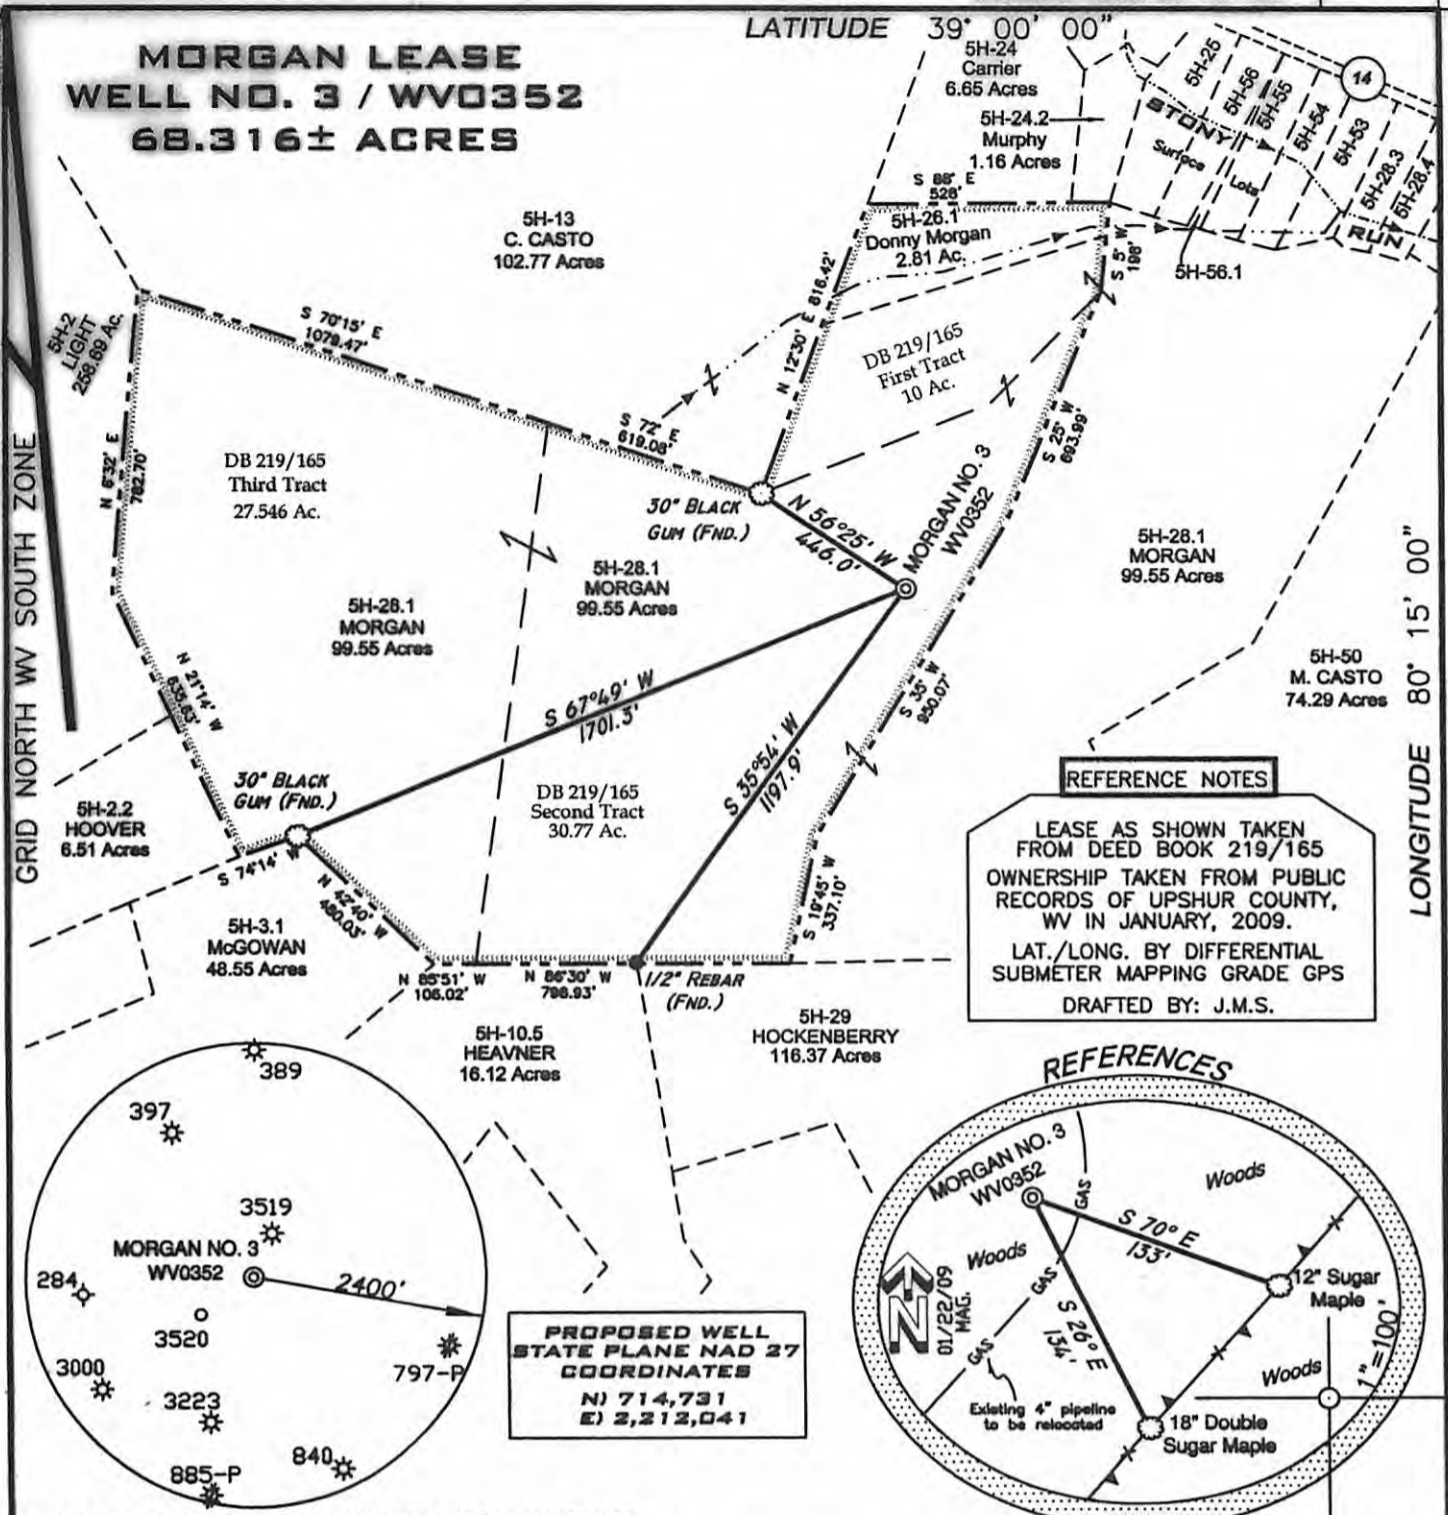 LATITUDE 39° 00' 00"
MORGAN LEASE
WELL NO. 3 / WV0352
68.316± ACRES
5H-24
Carrier
6.65 Acres
5H-24.2
Murphy
1.16 Acres
5H-25
5H-56
5H-55
5H-54
5H-53
5H-28.3
5H-28.4
14
STONY
RUN
Surface
Lots
5H-56.1
S 88° E
528'
5H-26.1
Donny Morgan
2.81 Ac.
S 5° W
198'
5H-13
C. CASTO
102.77 Acres
5H-2
LIGHT
258.69 Ac.
S 70°15' E
1079.47'
N 12°30' E 816.42'
DB 219/165
First Tract
10 Ac.
S 72° E
619.08'
S 25° W
693.99'
N 6°32' E
782.70'
DB 219/165
Third Tract
27.546 Ac.
30" BLACK
GUM (FND.)
N 56°25' W
446.0'
MORGAN NO. 3
WV0352
5H-28.1
MORGAN
99.55 Acres
5H-28.1
MORGAN
99.55 Acres
5H-28.1
MORGAN
99.55 Acres
GRID NORTH WV SOUTH ZONE
LONGITUDE 80° 15' 00"
N 21°14' W
635.63'
S 67°49' W
1701.3'
S 35° W
950.07'
5H-50
M. CASTO
74.29 Acres
30" BLACK
GUM (FND.)
DB 219/165
Second Tract
30.77 Ac.
S 35°54' W
1197.9'
5H-2.2
HOOVER
6.51 Acres
S 74°14' W
N 42°40' W
480.03'
S 19°45' W
337.10'
5H-3.1
McGOWAN
48.55 Acres
N 85°51' W
106.02'
N 86°30' W
798.93'
1/2" REBAR
(FND.)
5H-10.5
HEAVNER
16.12 Acres
5H-29
HOCKENBERRY
116.37 Acres
REFERENCE NOTES
LEASE AS SHOWN TAKEN
FROM DEED BOOK 219/165
OWNERSHIP TAKEN FROM PUBLIC
RECORDS OF UPSHUR COUNTY,
WV IN JANUARY, 2009.
LAT./LONG. BY DIFFERENTIAL
SUBMETER MAPPING GRADE GPS
DRAFTED BY: J.M.S.
389
397
3519
MORGAN NO. 3
WV0352
284
2400'
3520
3000
797-P
3223
840
885-P
PROPOSED WELL
STATE PLANE NAD 27
COORDINATES
N) 714,731
E) 2,212,041
REFERENCES
MORGAN NO. 3
WV0352
GAS
Woods
S 70° E
133'
Woods
N
01/22/09
MAG.
GAS
S 26° E
134'
GAS
12" Sugar
Maple
Existing 4" pipeline
to be relocated
Woods
1"=100'
18" Double
Sugar Maple